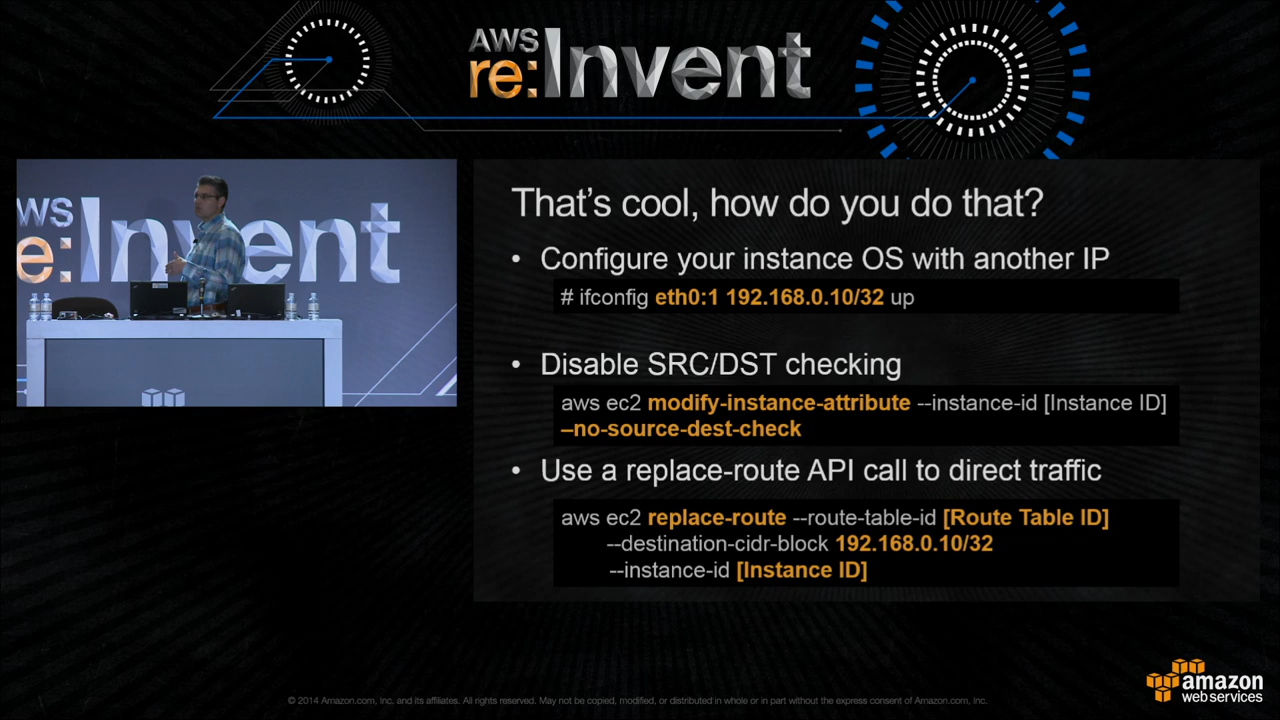 AWS
re:Invent
WS
e:Invent
That's cool, how do you do that?
• Configure your instance OS with another IP
# ifconfig eth0:1 192.168.0.10/32 up
• Disable SRC/DST checking
aws ec2 modify-instance-attribute --instance-id [Instance ID]
–no-source-dest-check
• Use a replace-route API call to direct traffic
aws ec2 replace-route --route-table-id [Route Table ID]
--destination-cidr-block 192.168.0.10/32
--instance-id [Instance ID]
© 2014 Amazon.com, Inc. and its affiliates. All rights reserved. May not be copied, modified, or distributed in whole or in part without the express consent of Amazon.com, Inc.
amazon
web services